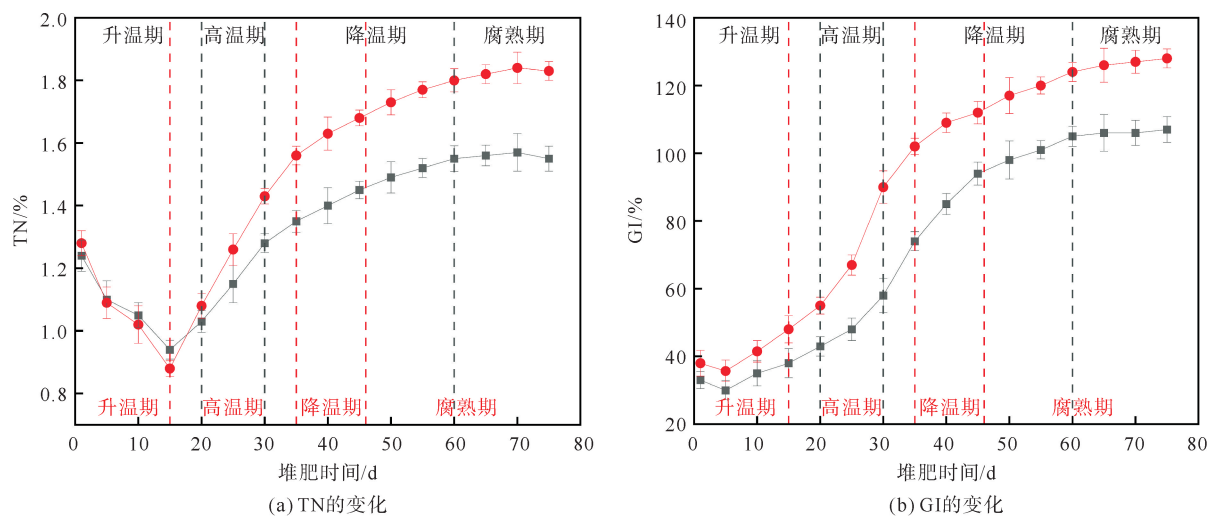 2.0
1.8
1.6
1.4
1.2
1.0
0.8
TN/%
升温期 高温期 降温期 腐熟期
升温期 高温期 降温期 腐熟期
0 10 20 30 40 50 60 70 80
堆肥时间/d
(a) TN的变化
140
120
100
80
60
40
20
GI/%
升温期 高温期 降温期 腐熟期
升温期 高温期 降温期 腐熟期
0 10 20 30 40 50 60 70 80
堆肥时间/d
(b) GI的变化